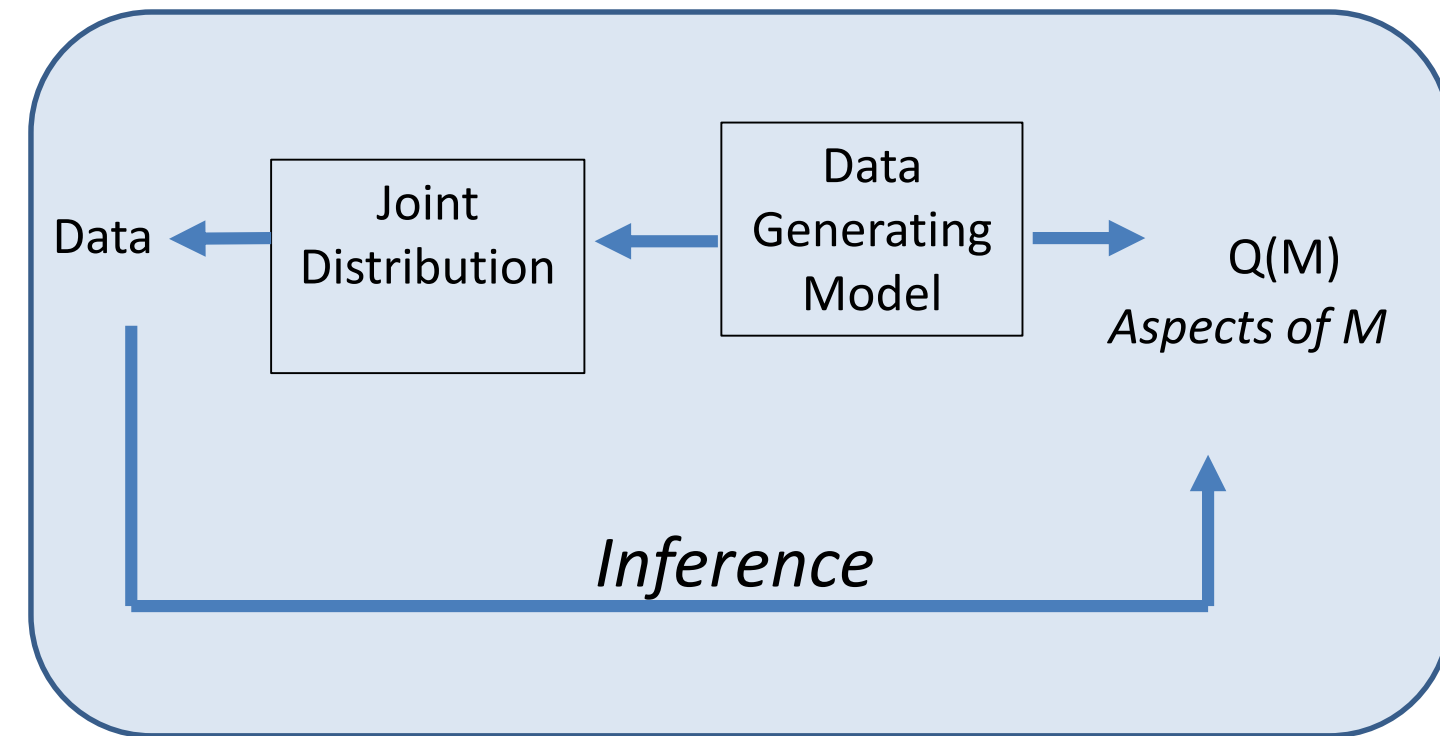 Data
Joint
Distribution
Data
Generating
Model
Q(M)
Aspects of M
Inference